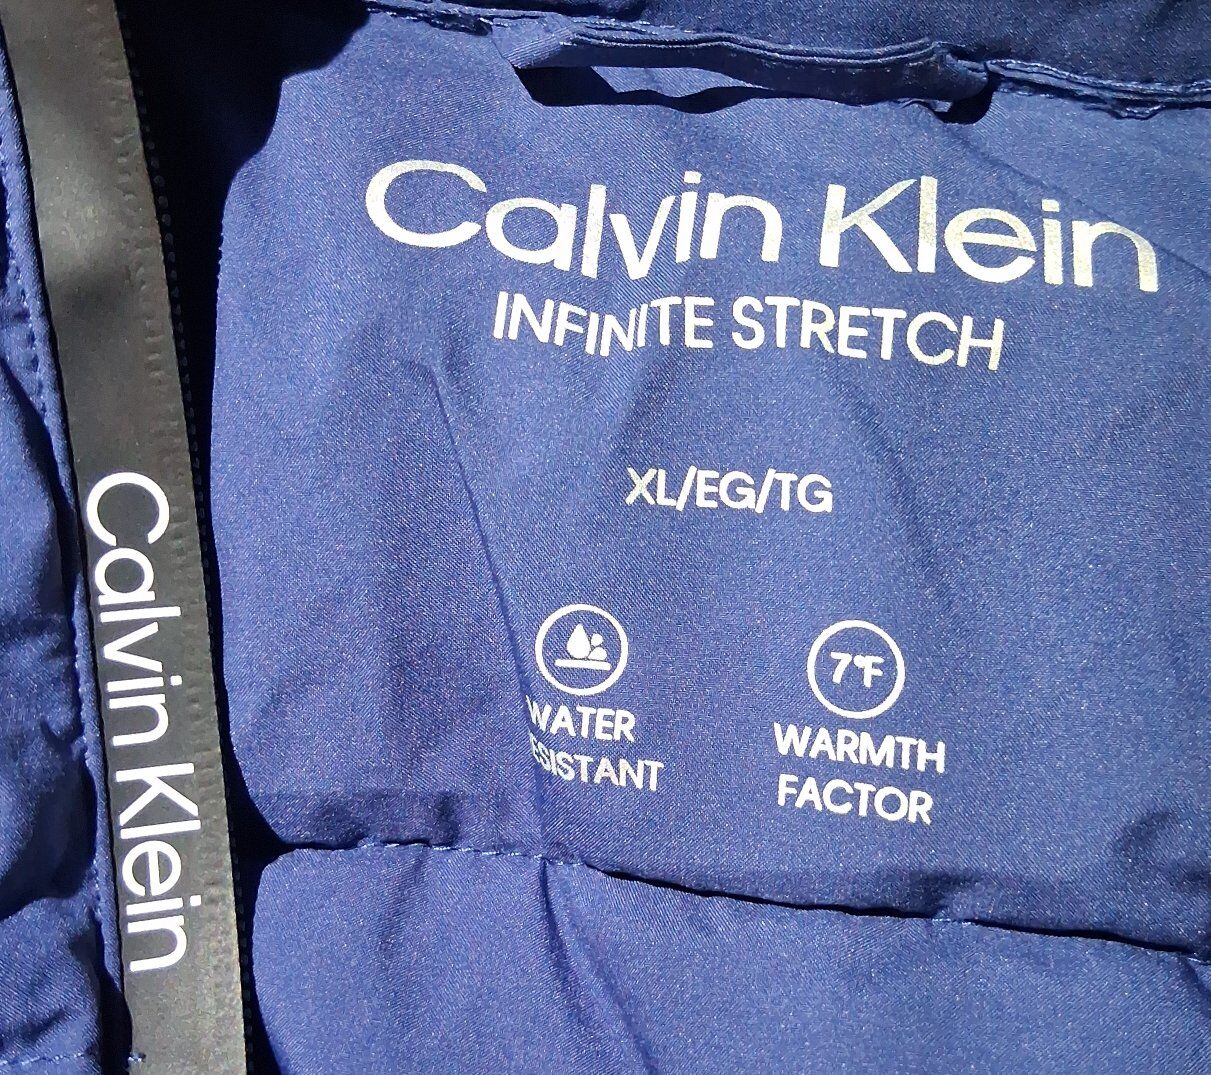 Calvin Klein
INFINITE STRETCH
XL/EG/TG
7°F
WATER
WARMTH
ESISTANT
FACTOR
Calvin Klein